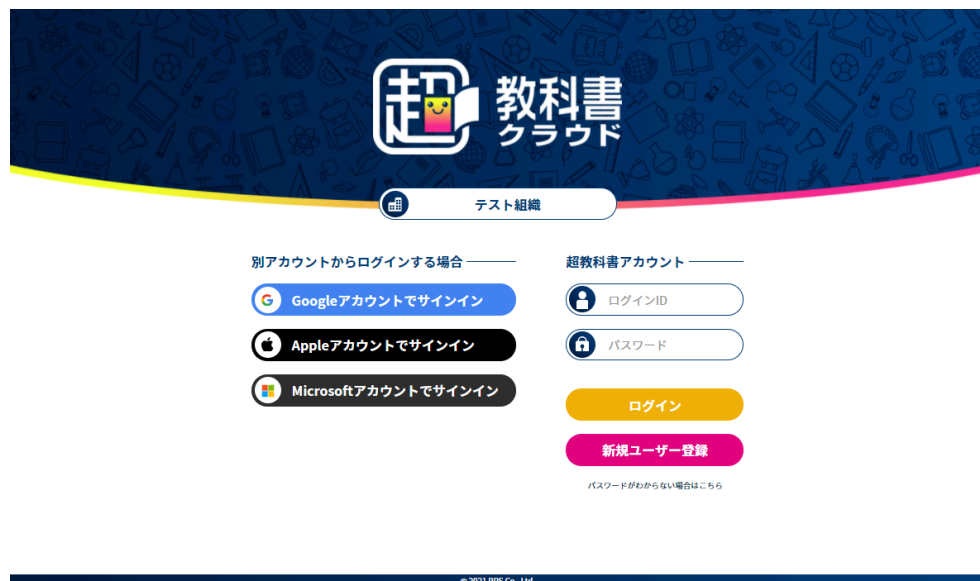 超 教科書
クラウド
テスト組織
別アカウントからログインする場合
Googleアカウントでサインイン
Appleアカウントでサインイン
Microsoftアカウントでサインイン
超教科書アカウント
ログインID
パスワード
ログイン
新規ユーザー登録
パスワードがわからない場合はこちら